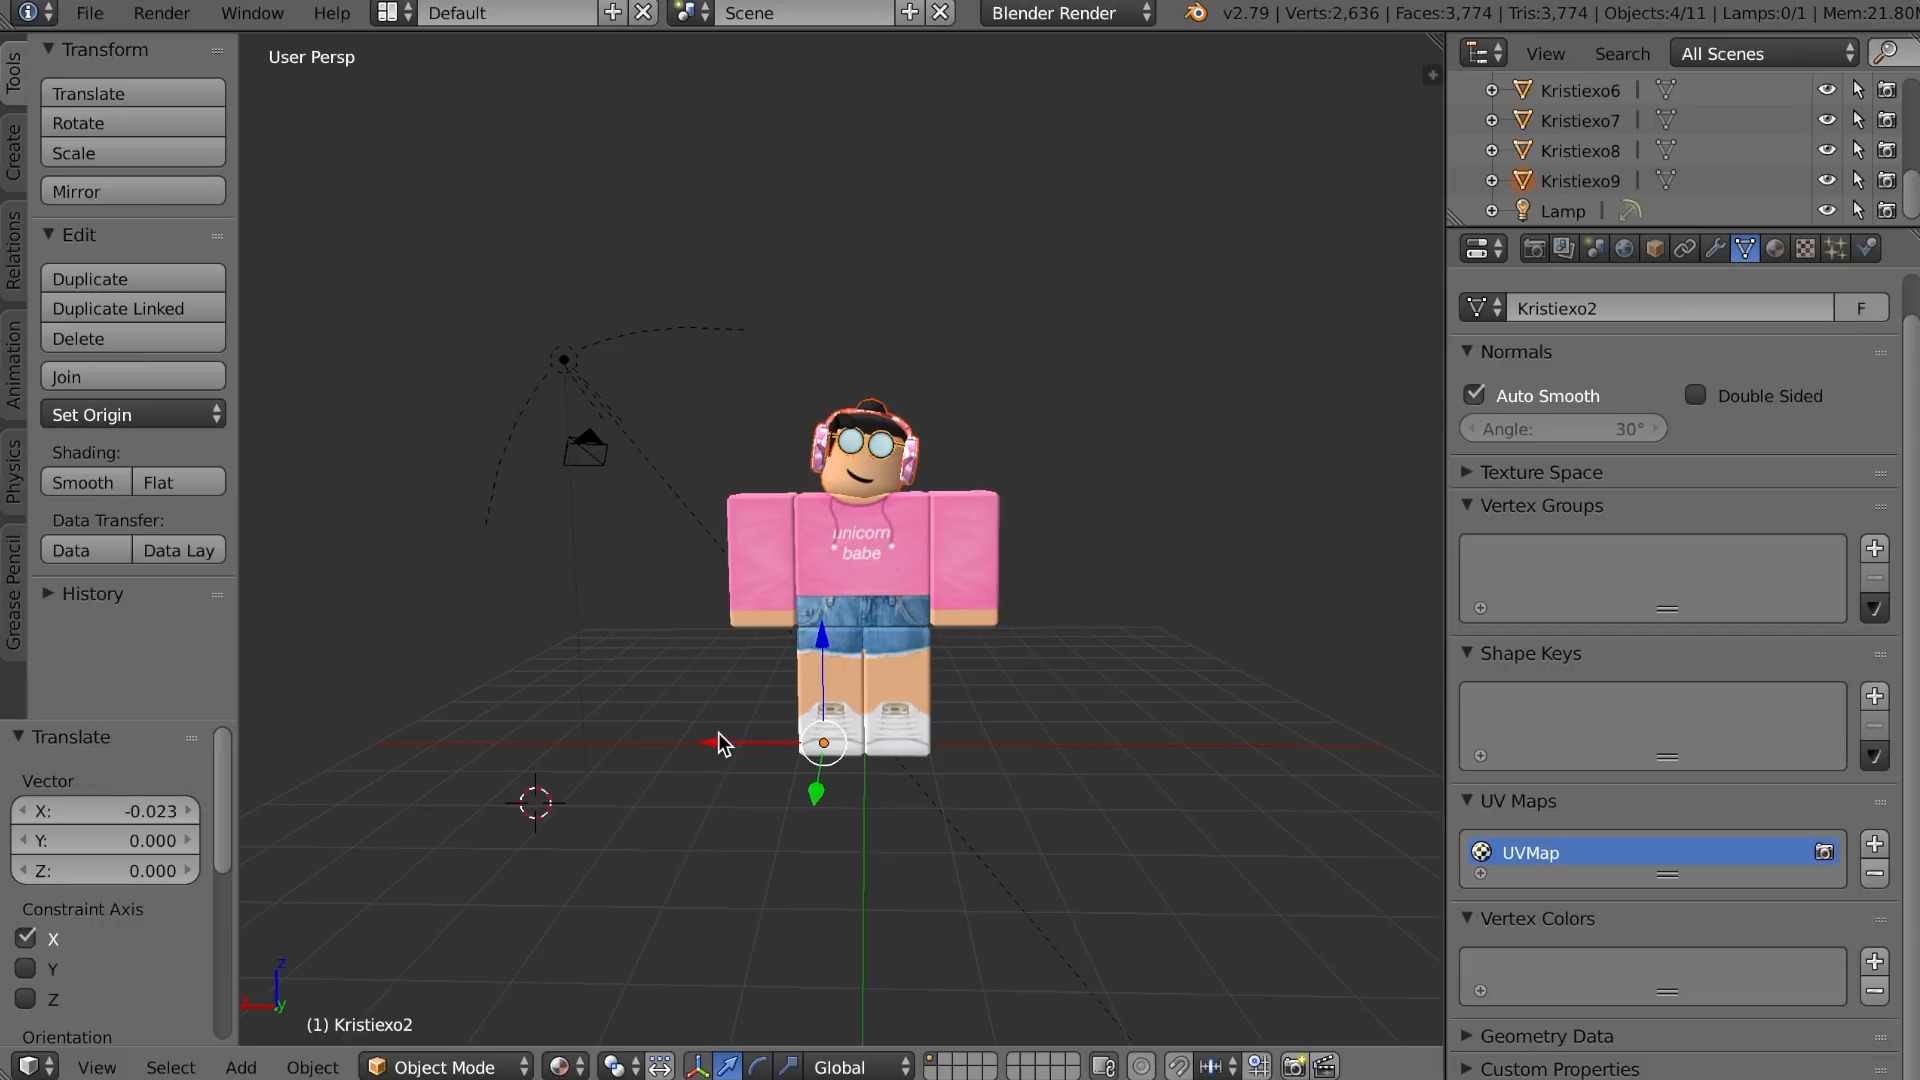 File Render Window Help Default Scene Blender Render v2.79 | Verts:2,636 | Faces:3,774 | Tris:3,774 | Objects:4/11 | Lamps:0/1 | Mem:21.80
Tools
Create
Relations
Animation
Physics
Grease Pencil
Transform
Translate
Rotate
Scale
Mirror
Edit
Duplicate
Duplicate Linked
Delete
Join
Set Origin
Shading:
Smooth Flat
Data Transfer:
Data Data Lay
History
Translate
Vector
X: -0.023
Y: 0.000
Z: 0.000
Constraint Axis
X
Y
Z
Orientation
User Persp
unicorn
babe
z
x
y
(1) Kristiexo2
View Select Add Object Object Mode Global
View Search All Scenes
Kristiexo6
Kristiexo7
Kristiexo8
Kristiexo9
Lamp
Kristiexo2 F
Normals
Auto Smooth Double Sided
Angle: 30°
Texture Space
Vertex Groups
Shape Keys
UV Maps
UVMap
Vertex Colors
Geometry Data
Custom Properties